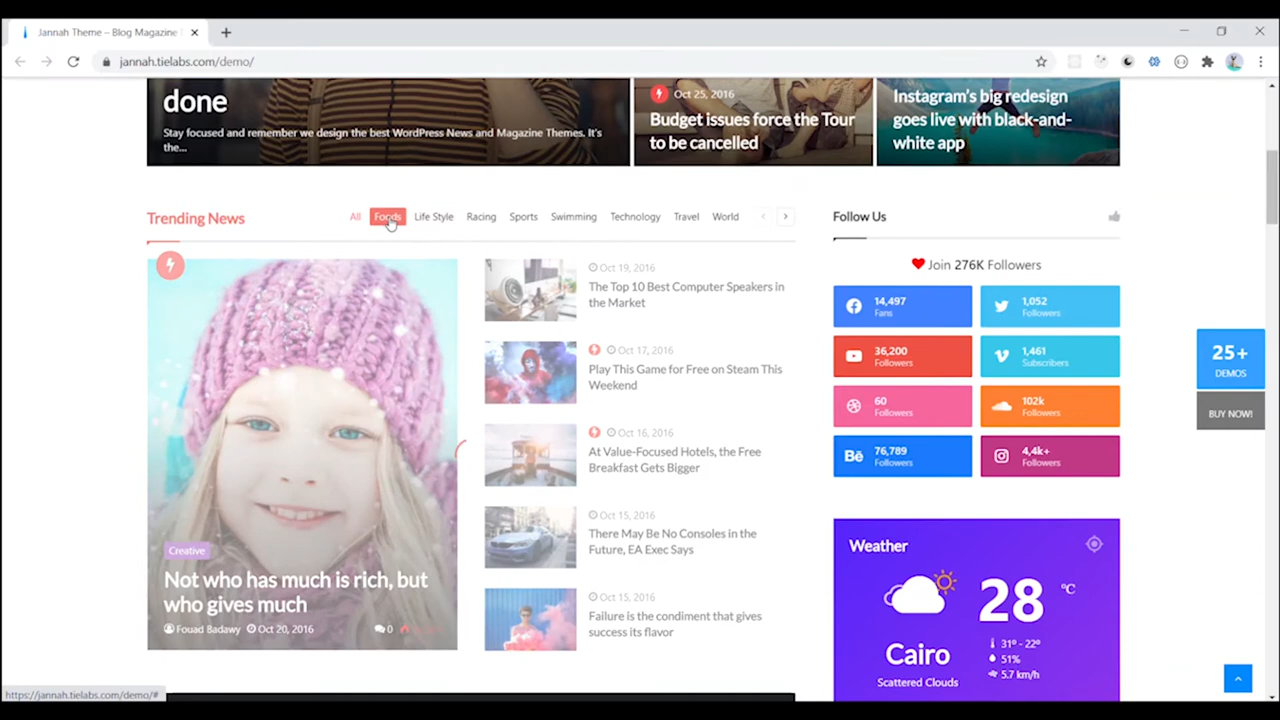 Jannah Theme – Blog Magazine
jannah.tielabs.com/demo/
done
Stay focused and remember we design the best WordPress News and Magazine Themes. It's
the...
Oct 25, 2016
Budget issues force the Tour
to be cancelled
Instagram's big redesign
goes live with black-and-
white app
Trending News
All Foods Life Style Racing Sports Swimming Technology Travel World
Creative
Not who has much is rich, but
who gives much
Fouad Badawy Oct 20, 2016 0
Oct 19, 2016
The Top 10 Best Computer Speakers in
the Market
Oct 17, 2016
Play This Game for Free on Steam This
Weekend
Oct 16, 2016
At Value-Focused Hotels, the Free
Breakfast Gets Bigger
Oct 15, 2016
There May Be No Consoles in the
Future, EA Exec Says
Oct 15, 2016
Failure is the condiment that gives
success its flavor
Follow Us
Join 276K Followers
14,497
Fans
1,052
Followers
36,200
Followers
1,461
Subscribers
60
Followers
102k
Followers
Bē 76,789
Followers
4,4k+
Followers
Weather
28 °C
Cairo
Scattered Clouds
31º - 22º
51%
5.7 km/h
25+
DEMOS
BUY NOW!
https://jannah.tielabs.com/demo/#